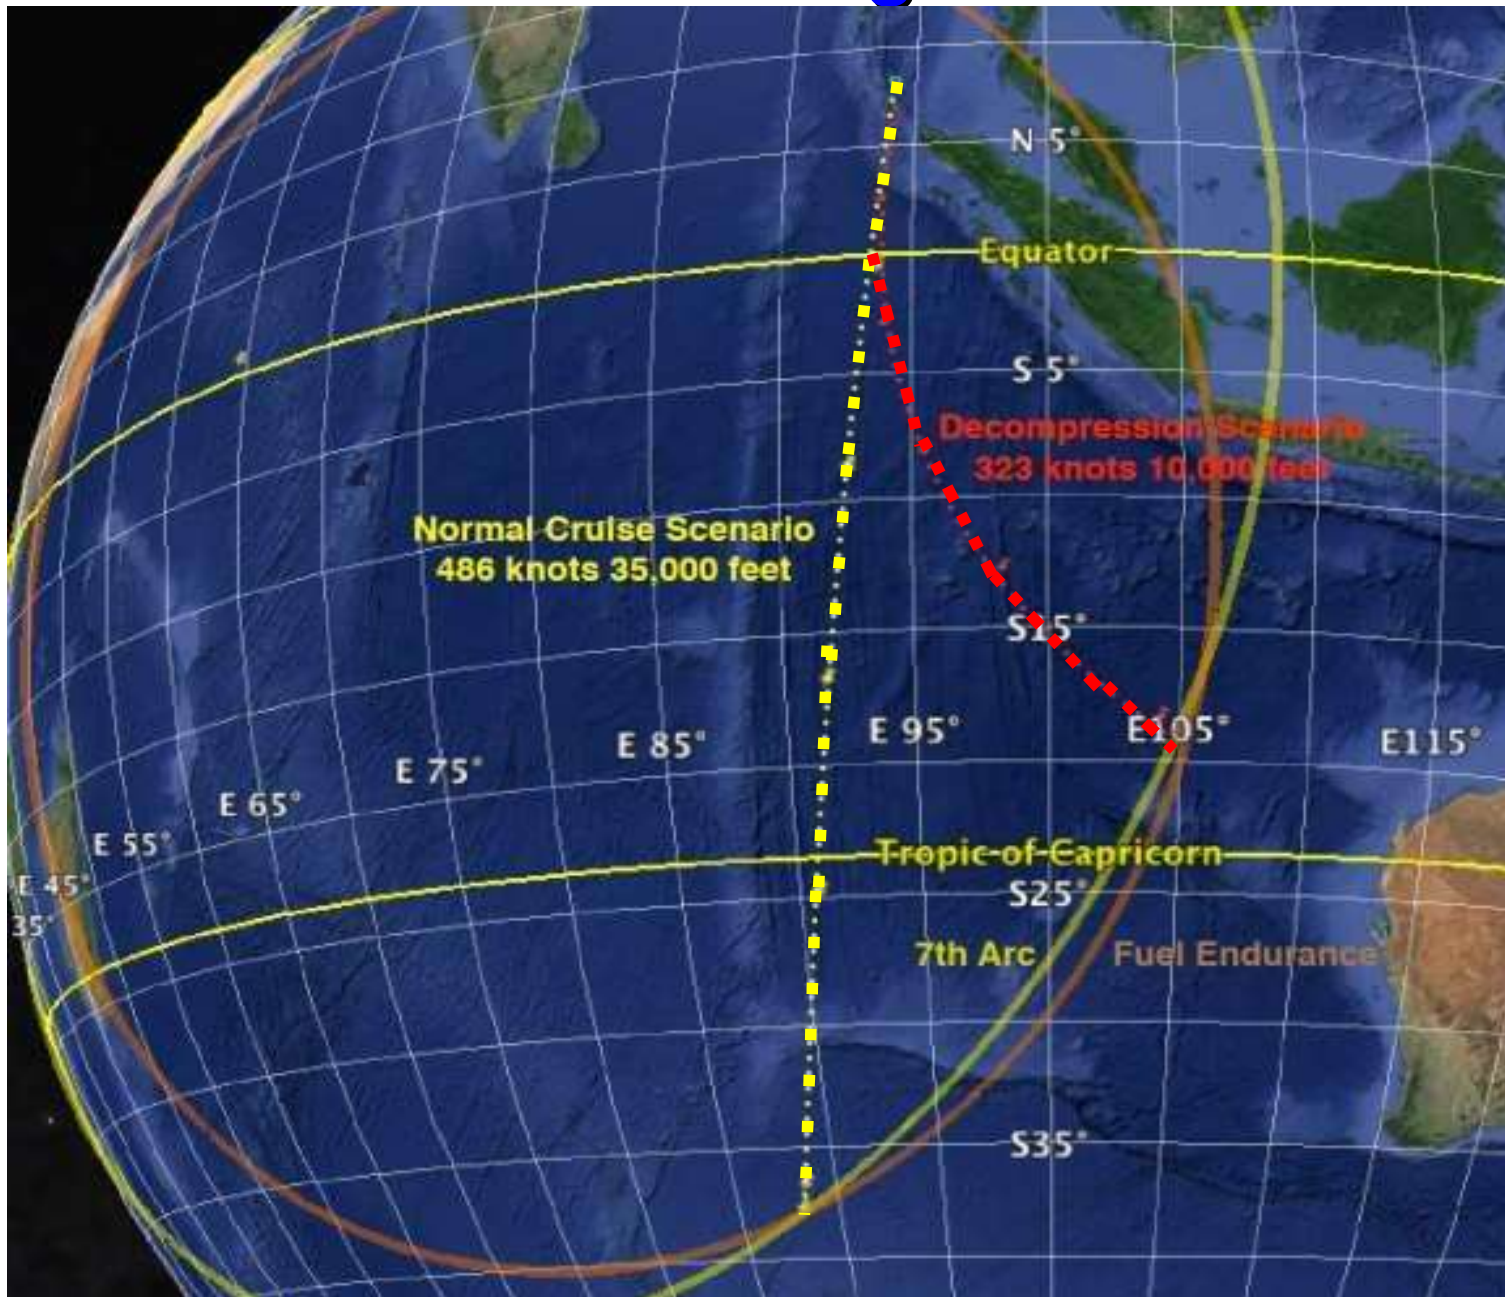 N 5°
Equator
S 5°
Decompression Scenario
323 knots 10,000 feet
Normal Cruise Scenario
486 knots 35,000 feet
S15°
E 95°
E105°
E115°
E 85°
E 75°
E 65°
E 55°
E 45°
35°
Tropic of Capricorn
S25°
7th Arc
Fuel Endurance
S35°